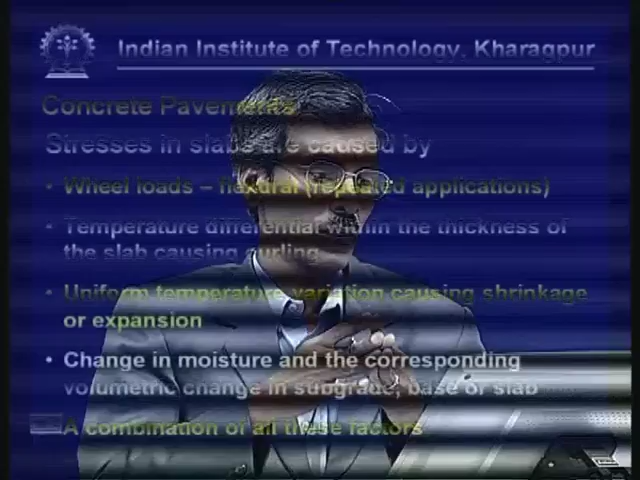 Indian Institute of Technology, Kharagpur
Concrete Pavements
Stresses in slabs are caused by
• Wheel loads – flexural (repeated applications)
• Temperature differential within the thickness of
the slab causing curling
• Uniform temperature variation causing shrinkage
or expansion
• Change in moisture and the corresponding
volumetric change in subgrade, base or slab
A combination of all these factors